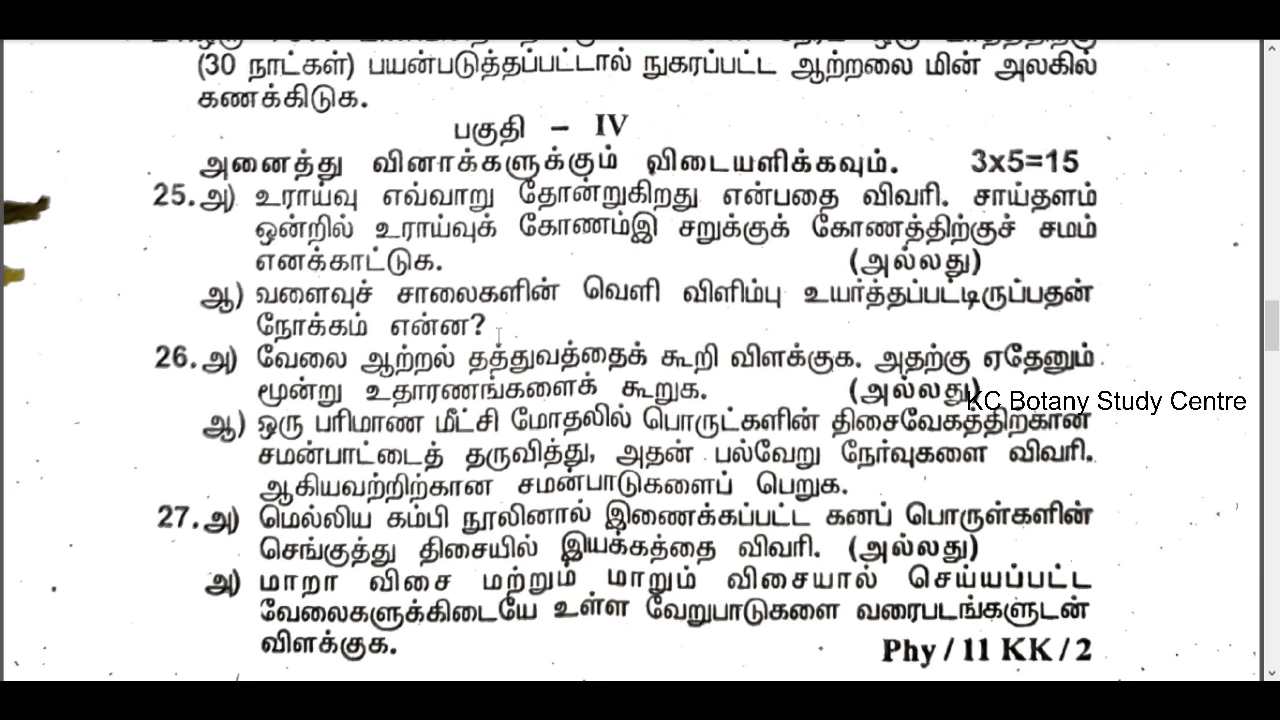 (30 நாட்கள்) பயன்படுத்தப்பட்டால் நுகரப்பட்ட ஆற்றலை மின் அலகில்
கணக்கிடுக.
பகுதி – IV
அனைத்து வினாக்களுக்கும் விடையளிக்கவும். 3x5=15
25. அ) உராய்வு எவ்வாறு தோன்றுகிறது என்பதை விவரி. சாய்தளம்
ஒன்றில் உராய்வுக் கோணம்இ சறுக்குக் கோணத்திற்குச் சமம்
எனக்காட்டுக. (அல்லது)
ஆ) வளைவுச் சாலைகளின் வெளி விளிம்பு உயர்த்தப்பட்டிருப்பதன்
நோக்கம் என்ன?
26. அ) வேலை ஆற்றல் தத்துவத்தைக் கூறி விளக்குக. அதற்கு ஏதேனும்
மூன்று உதாரணங்களைக் கூறுக. (அல்லது)
KC Botany Study Centre
ஆ) ஒரு பரிமாண மீட்சி மோதலில் பொருட்களின் திசைவேகத்திற்கான
சமன்பாட்டைத் தருவித்து, அதன் பல்வேறு நேர்வுகளை விவரி.
ஆகியவற்றிற்கான சமன்பாடுகளைப் பெறுக.
27. அ) மெல்லிய கம்பி நூலினால் இணைக்கப்பட்ட கனப் பொருள்களின்
செங்குத்து திசையில் இயக்கத்தை விவரி. (அல்லது)
அ) மாறா விசை மற்றும் மாறும் விசையால் செய்யப்பட்ட
வேலைகளுக்கிடையே உள்ள வேறுபாடுகளை வரைபடங்களுடன்
விளக்குக.
Phy / 11 KK / 2